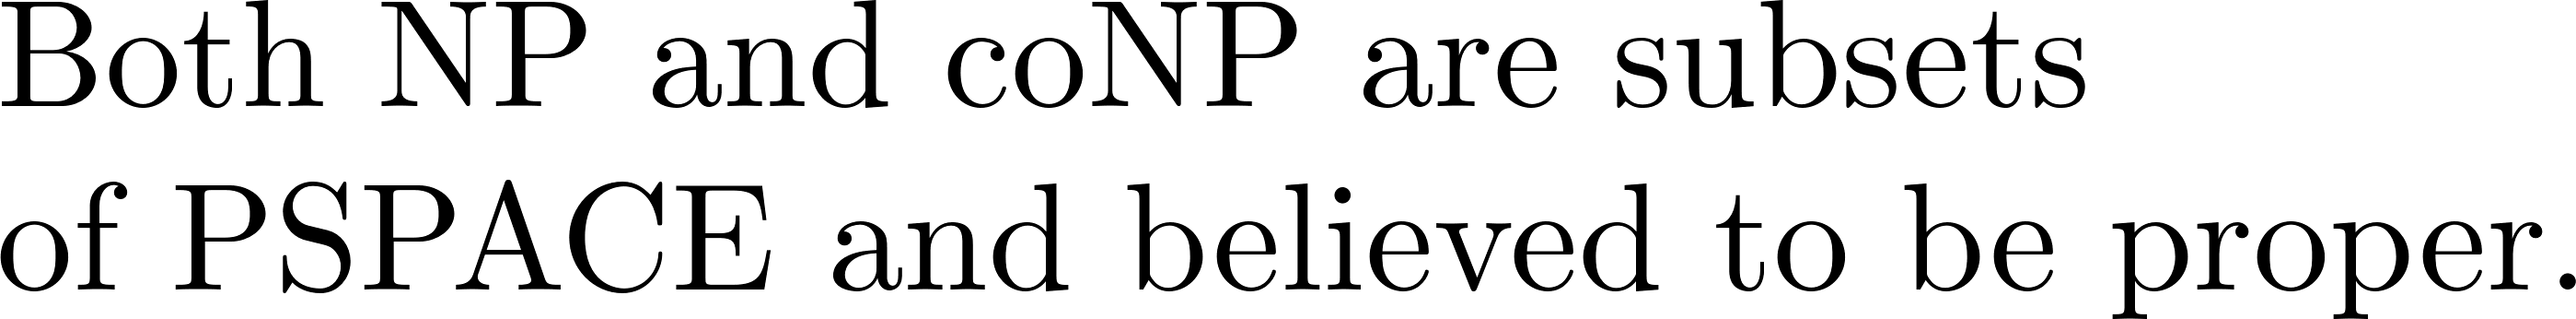 Both NP and coNP are subsets
of PSPACE and believed to be proper.